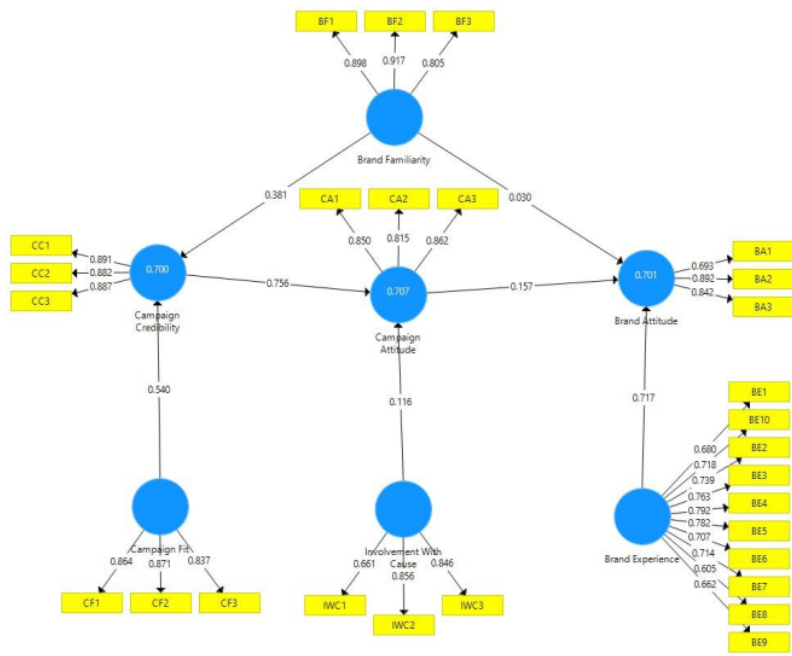 BF1 BF2 BF3
0.898 0.917 0.805
Brand Familiarity
0.381 0.030
CA1 CA2 CA3
0.850 0.815 0.862
CC1
CC2
CC3
0.891
0.882
0.887
0.700
Campaign
Credibility
0.756
0.707
Campaign
Attitude
0.157
0.701
Brand Attitude
0.693
0.892
0.842
BA1
BA2
BA3
0.540
0.116
0.717
Campaign Fit
0.864 0.871 0.837
CF1 CF2 CF3
Involvement With
Cause
0.661 0.856 0.846
IWC1 IWC2 IWC3
Brand Experience
0.680
0.718
0.739
0.763
0.792
0.782
0.707
0.714
0.605
0.662
BE1
BE10
BE2
BE3
BE4
BE5
BE6
BE7
BE8
BE9